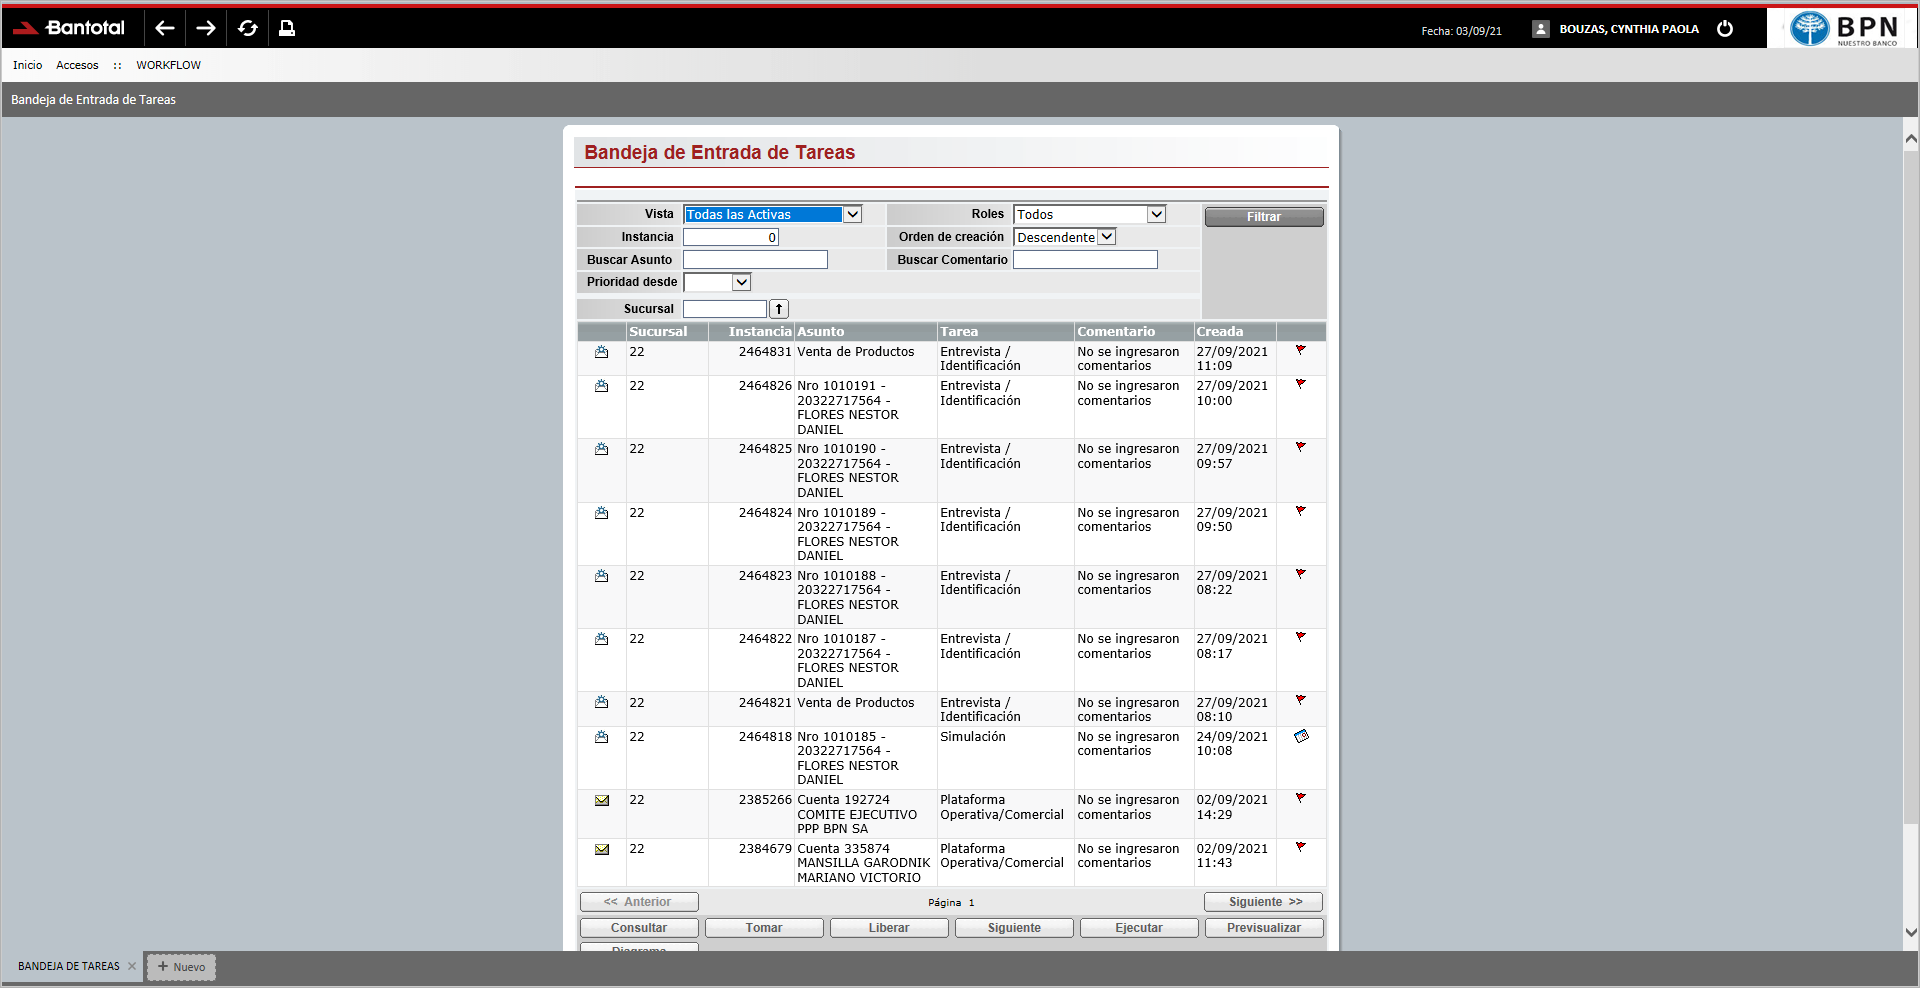 Bantotal
Fecha: 03/09/21
BOUZAS, CYNTHIA PAOLA
BPN
NUESTRO BANCO
Inicio Accesos :: WORKFLOW
Bandeja de Entrada de Tareas
Bandeja de Entrada de Tareas
Vista Todas las Activas Roles Todos Filtrar
Instancia 0 Orden de creación Descendente
Buscar Asunto Buscar Comentario
Prioridad desde
Sucursal
Sucursal Instancia Asunto Tarea Comentario Creada
22 2464831 Venta de Productos Entrevista / No se ingresaron 27/09/2021
Identificación comentarios 11:09
22 2464826 Nro 1010191 - Entrevista / No se ingresaron 27/09/2021
20322717564 - Identificación comentarios 10:00
FLORES NESTOR
DANIEL
22 2464825 Nro 1010190 - Entrevista / No se ingresaron 27/09/2021
20322717564 - Identificación comentarios 09:57
FLORES NESTOR
DANIEL
22 2464824 Nro 1010189 - Entrevista / No se ingresaron 27/09/2021
20322717564 - Identificación comentarios 09:50
FLORES NESTOR
DANIEL
22 2464823 Nro 1010188 - Entrevista / No se ingresaron 27/09/2021
20322717564 - Identificación comentarios 08:22
FLORES NESTOR
DANIEL
22 2464822 Nro 1010187 - Entrevista / No se ingresaron 27/09/2021
20322717564 - Identificación comentarios 08:17
FLORES NESTOR
DANIEL
22 2464821 Venta de Productos Entrevista / No se ingresaron 27/09/2021
Identificación comentarios 08:10
22 2464818 Nro 1010185 - Simulación No se ingresaron 24/09/2021
20322717564 - comentarios 10:08
FLORES NESTOR
DANIEL
22 2385266 Cuenta 192724 Plataforma No se ingresaron 02/09/2021
COMITE EJECUTIVO Operativa/Comercial comentarios 14:29
PPP BPN SA
22 2384679 Cuenta 335874 Plataforma No se ingresaron 02/09/2021
MANSILLA GARODNIK Operativa/Comercial comentarios 11:43
MARIANO VICTORIO
<< Anterior Página 1 Siguiente >>
Consultar Tomar Liberar Siguiente Ejecutar Previsualizar
Diagrama
BANDEJA DE TAREAS × + Nuevo